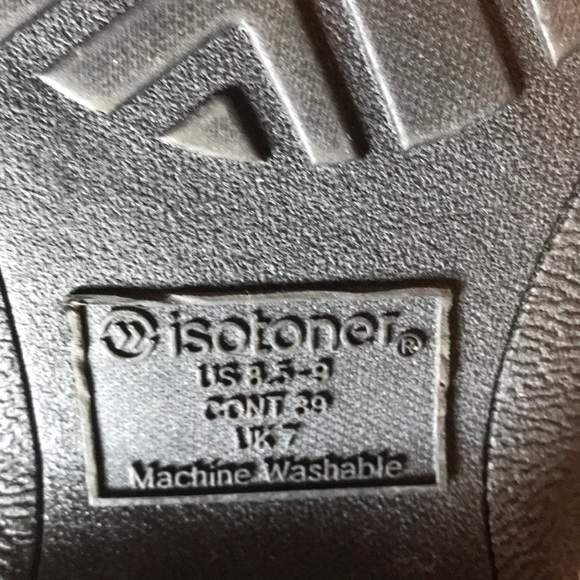 isotoner®
US 8.5-9
CONT 39
UK 7
Machine Washable